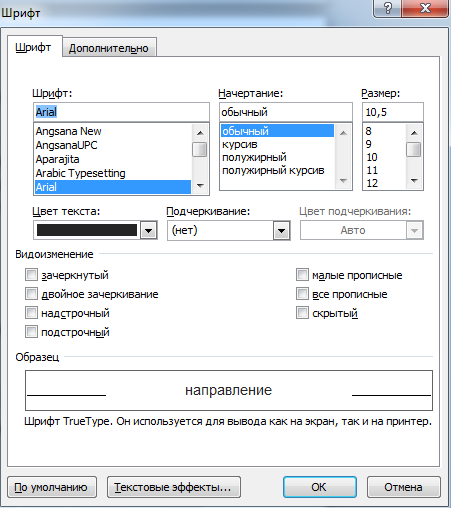 Шрифт
Шрифт Дополнительно
Шрифт: Начертание: Размер:
Arial обычный 10,5
Angsana New обычный 8
AngsanaUPC курсив 9
Aparajita полужирный 10
Arabic Typesetting полужирный курсив 11
Arial 12
Цвет текста: Подчеркивание: Цвет подчеркивания:
(нет) Авто
Видоизменение
зачеркнутый малые прописные
двойное зачеркивание все прописные
надстрочный скрытый
подстрочный
Образец
направление
Шрифт TrueType. Он используется для вывода как на экран, так и на принтер.
По умолчанию Текстовые эффекты... ОК Отмена